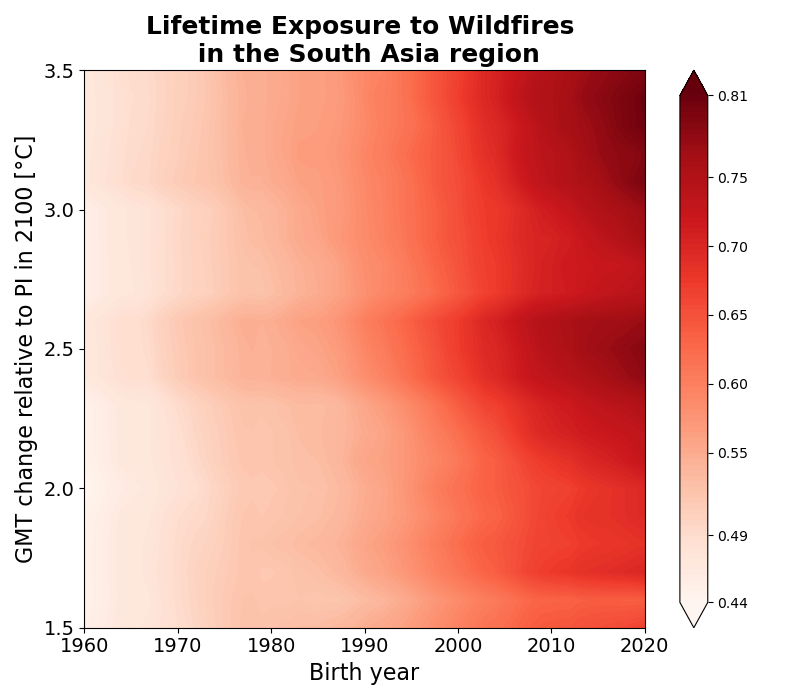 Lifetime Exposure to Wildfires
in the South Asia region
GMT change relative to PI in 2100 [°C]
3.5
3.0
2.5
2.0
1.5
1960 1970 1980 1990 2000 2010 2020
Birth year
0.81
0.75
0.70
0.65
0.60
0.55
0.49
0.44